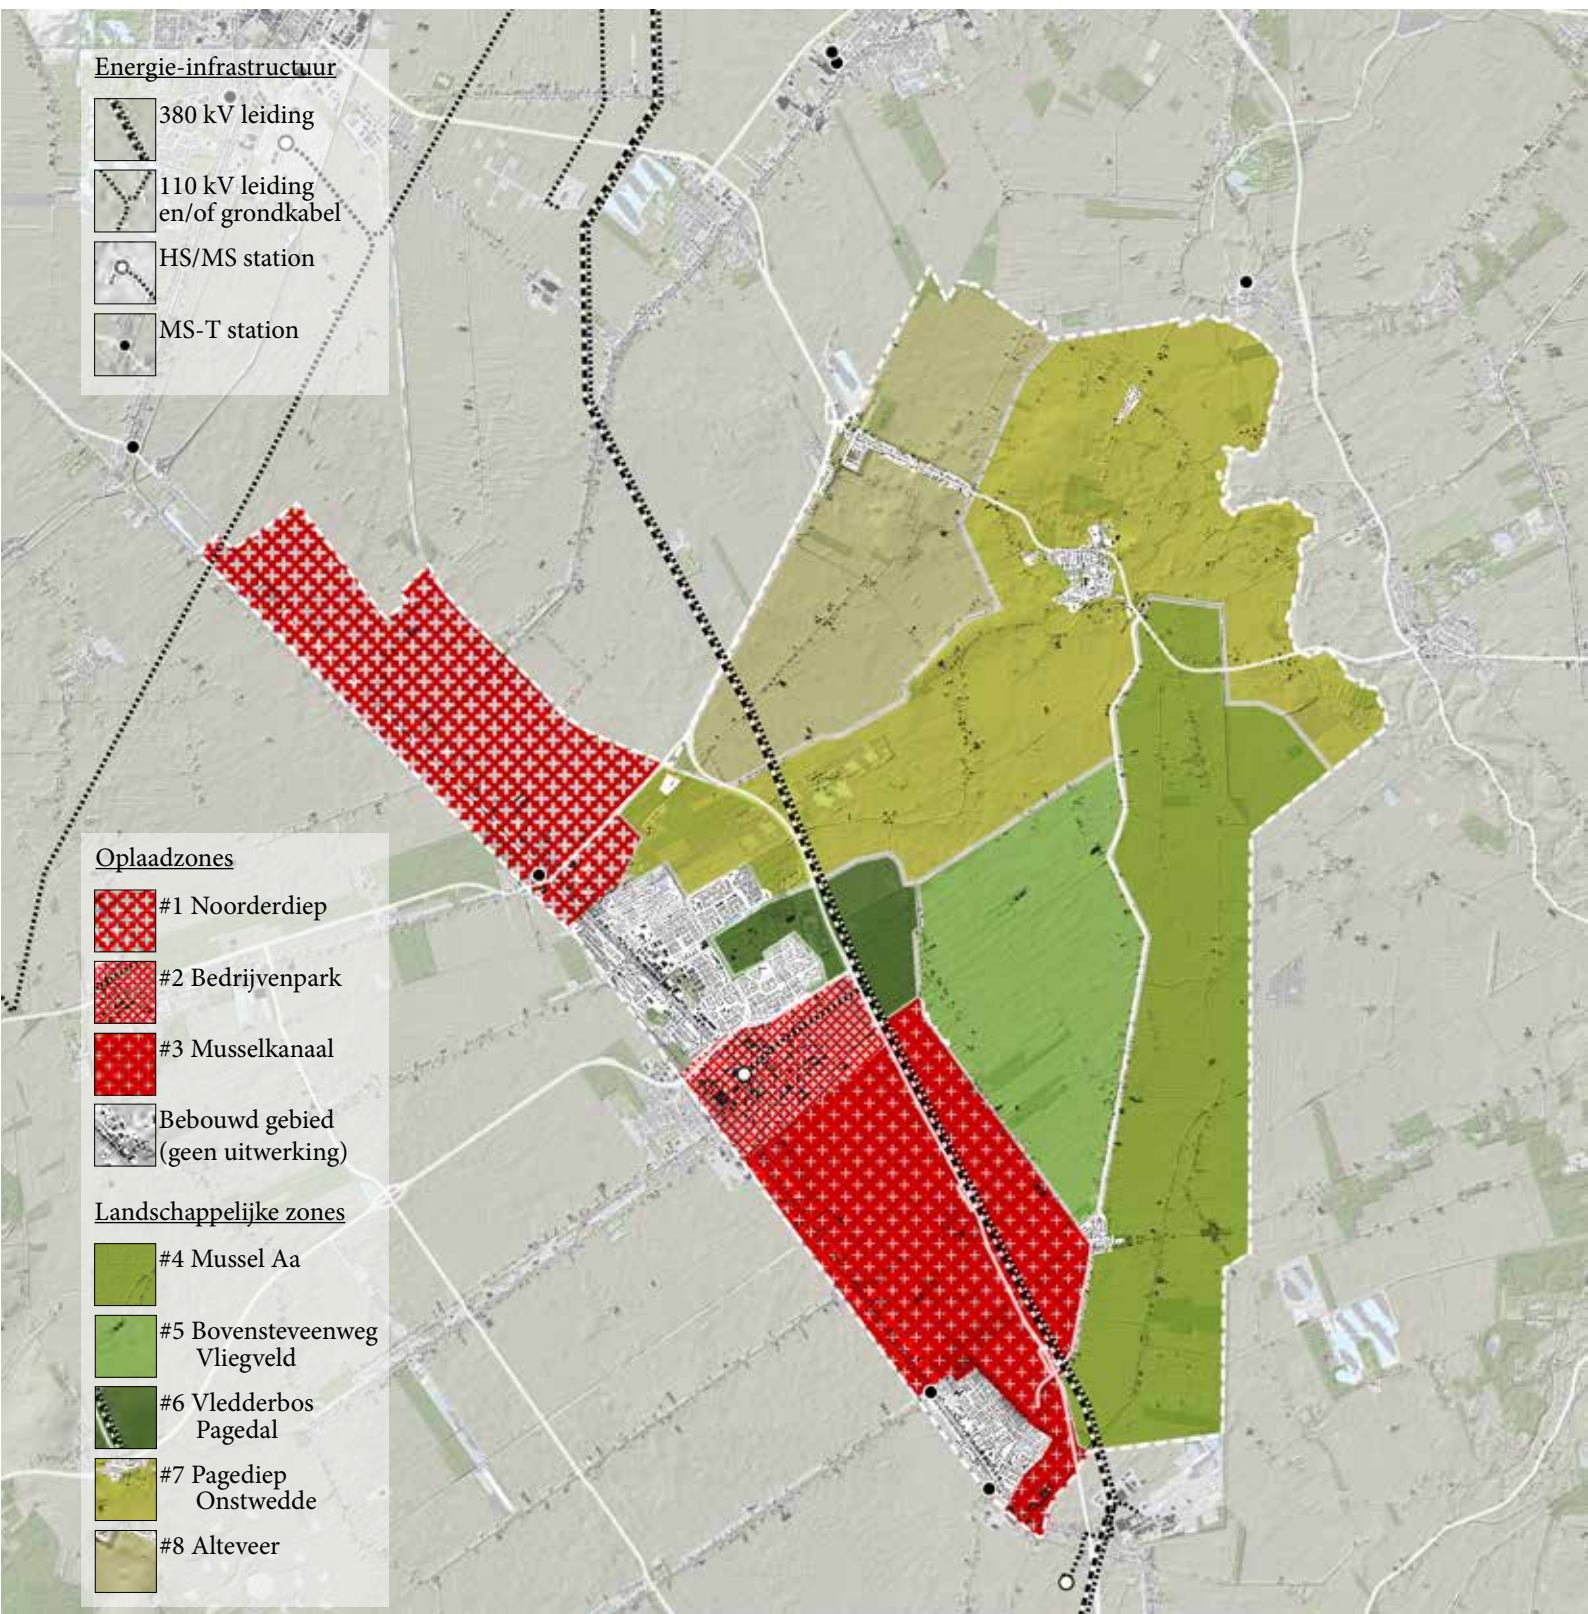 Energie-infrastructuur
380 kV leiding
110 kV leiding
en/of grondkabel
HS/MS station
MS-T station
Oplaadzones
#1 Noorderdiep
#2 Bedrijvenpark
#3 Musselkanaal
Bebouwd gebied
(geen uitwerking)
Landschappelijke zones
#4 Mussel Aa
#5 Bovensteveenweg
Vliegveld
#6 Vledderbos
Pagedal
#7 Pagediep
Onstwedde
#8 Alteveer